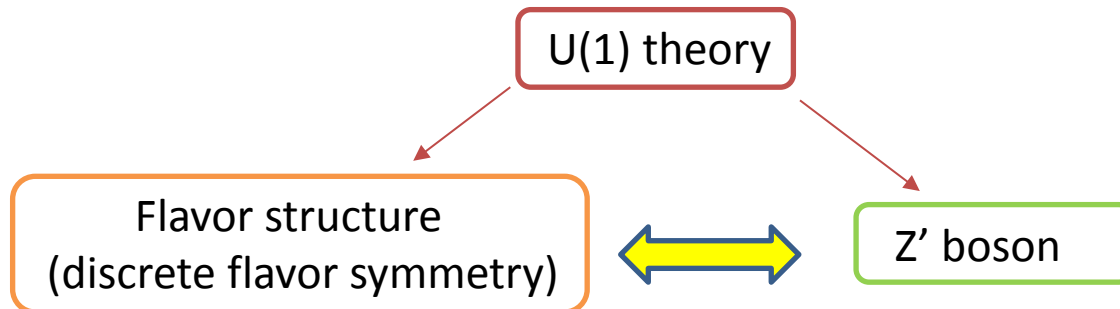 U(1) theory
Flavor structure
(discrete flavor symmetry)
Z’ boson